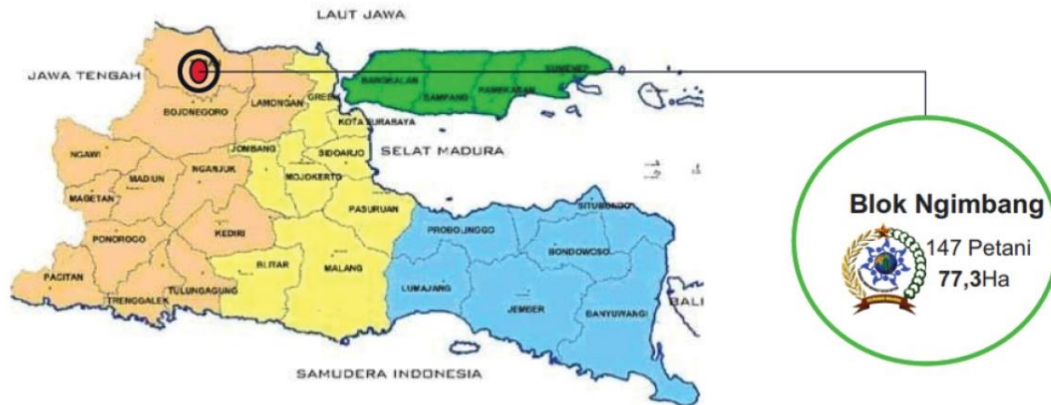 LAUT JAWA
JAWA TENGAH
BANGKALAN
SAMPANG
PAMEKASAN
SUMENEP
LAMONGAN
GRESIK
BOJONEGORO
KOTA SURABAYA
SELAT MADURA
NGAWI
JOMBANG
SIDOARJO
MADIUN
NGANJUK
MOJOKERTO
MAGETAN
PASURUAN
SITUBONDO
PROBOLINGGO
PONOROGO
KEDIRI
BONDOWOSO
BLITAR
MALANG
PACITAN
LUMAJANG
TULUNGAGUNG
TRENGGALEK
JEMBER
BANYUWANGI
BALI
SAMUDERA INDONESIA
Blok Ngimbang
147 Petani
77,3Ha